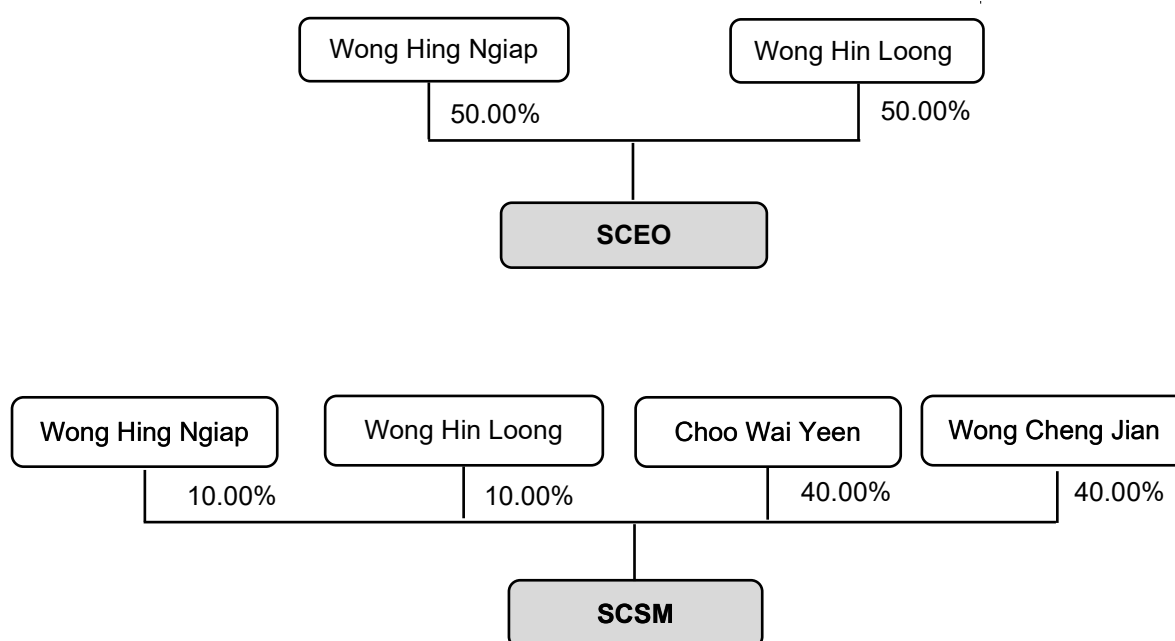 Wong Hing Ngiap
Wong Hin Loong
50.00%
50.00%
SCEO
Wong Hing Ngiap
Wong Hin Loong
Choo Wai Yeen
Wong Cheng Jian
10.00%
10.00%
40.00%
40.00%
SCSM